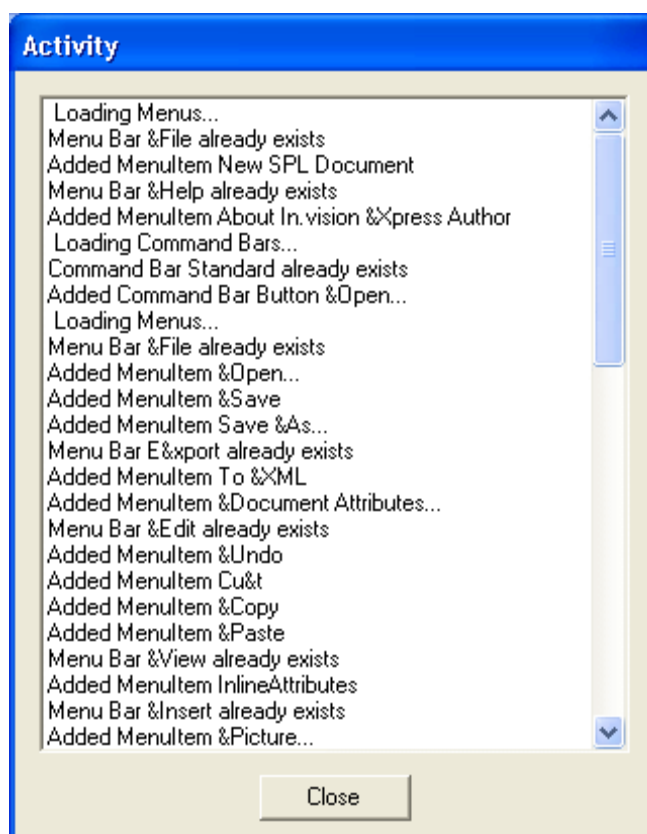 Activity
Loading Menus...
Menu Bar &File already exists
Added MenuItem New SPL Document
Menu Bar &Help already exists
Added MenuItem About In.vision &Xpress Author
Loading Command Bars...
Command Bar Standard already exists
Added Command Bar Button &Open...
Loading Menus...
Menu Bar &File already exists
Added MenuItem &Open...
Added MenuItem &Save
Added MenuItem Save &As...
Menu Bar E&xport already exists
Added MenuItem To &XML
Added MenuItem &Document Attributes...
Menu Bar &Edit already exists
Added MenuItem &Undo
Added MenuItem Cu&t
Added MenuItem &Copy
Added MenuItem &Paste
Menu Bar &View already exists
Added MenuItem InlineAttributes
Menu Bar &Insert already exists
Added MenuItem &Picture...
Close